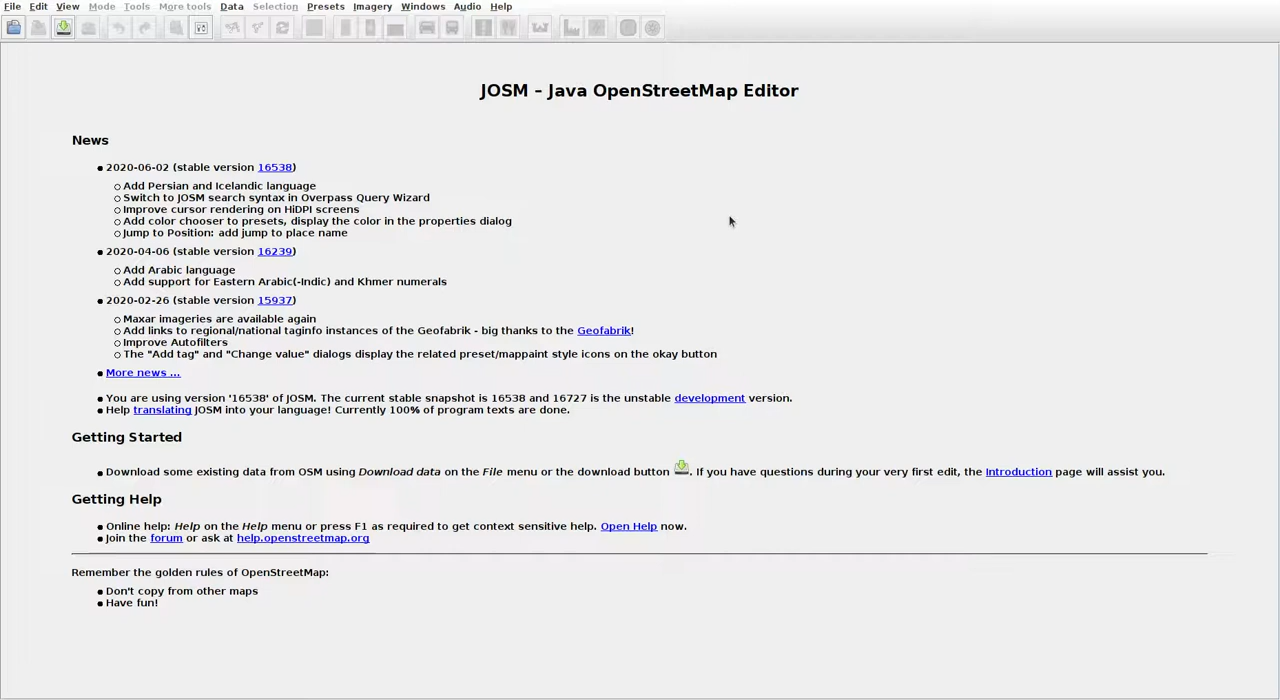 File Edit View Mode Tools More tools Data Selection Presets Imagery Windows Audio Help
JOSM – Java OpenStreetMap Editor
News
2020-06-02 (stable version 16538)
Add Persian and Icelandic language
Switch to JOSM search syntax in Overpass Query Wizard
Improve cursor rendering on HiDPI screens
Add color chooser to presets, display the color in the properties dialog
Jump to Position: add jump to place name
2020-04-06 (stable version 16239)
Add Arabic language
Add support for Eastern Arabic(-Indic) and Khmer numerals
2020-02-26 (stable version 15937)
Maxar imageries are available again
Add links to regional/national taginfo instances of the Geofabrik - big thanks to the Geofabrik!
Improve Autofilters
The "Add tag" and "Change value" dialogs display the related preset/mappaint style icons on the okay button
More news ...
You are using version '16538' of JOSM. The current stable snapshot is 16538 and 16727 is the unstable development version.
Help translating JOSM into your language! Currently 100% of program texts are done.
Getting Started
Download some existing data from OSM using Download data on the File menu or the download button . If you have questions during your very first edit, the Introduction page will assist you.
Getting Help
Online help: Help on the Help menu or press F1 as required to get context sensitive help. Open Help now.
Join the forum or ask at help.openstreetmap.org
Remember the golden rules of OpenStreetMap:
Don't copy from other maps
Have fun!